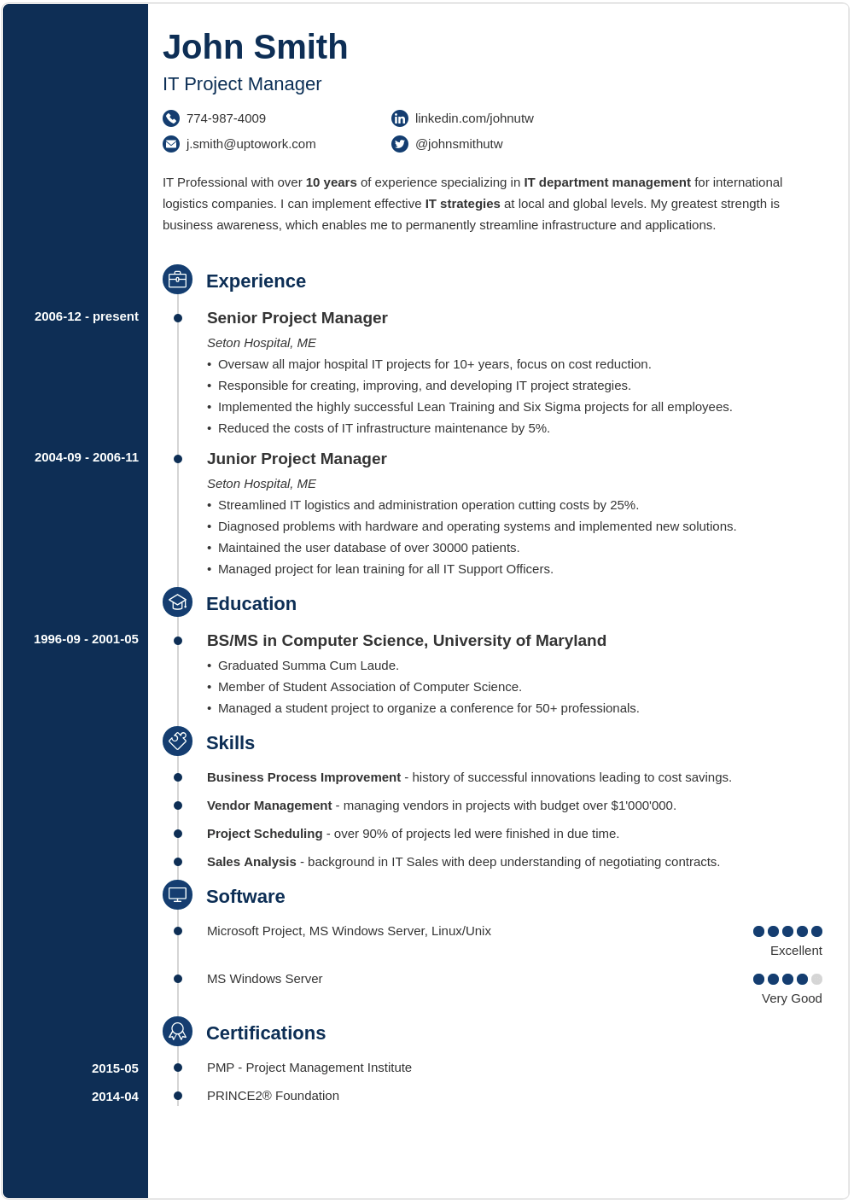 John Smith
IT Project Manager
774-987-4009
linkedin.com/johnutw
j.smith@uptowork.com
@johnsmithutw
IT Professional with over 10 years of experience specializing in IT department management for international
logistics companies. I can implement effective IT strategies at local and global levels. My greatest strength is
business awareness, which enables me to permanently streamline infrastructure and applications.
Experience
2006-12 - present
Senior Project Manager
Seton Hospital, ME
• Oversaw all major hospital IT projects for 10+ years, focus on cost reduction.
• Responsible for creating, improving, and developing IT project strategies.
• Implemented the highly successful Lean Training and Six Sigma projects for all employees.
• Reduced the costs of IT infrastructure maintenance by 5%.
2004-09 - 2006-11
Junior Project Manager
Seton Hospital, ME
• Streamlined IT logistics and administration operation cutting costs by 25%.
• Diagnosed problems with hardware and operating systems and implemented new solutions.
• Maintained the user database of over 30000 patients.
• Managed project for lean training for all IT Support Officers.
Education
1996-09 - 2001-05
BS/MS in Computer Science, University of Maryland
• Graduated Summa Cum Laude.
• Member of Student Association of Computer Science.
• Managed a student project to organize a conference for 50+ professionals.
Skills
Business Process Improvement - history of successful innovations leading to cost savings.
Vendor Management - managing vendors in projects with budget over $1'000'000.
Project Scheduling - over 90% of projects led were finished in due time.
Sales Analysis - background in IT Sales with deep understanding of negotiating contracts.
Software
Microsoft Project, MS Windows Server, Linux/Unix
Excellent
MS Windows Server
Very Good
Certifications
2015-05
PMP - Project Management Institute
2014-04
PRINCE2® Foundation